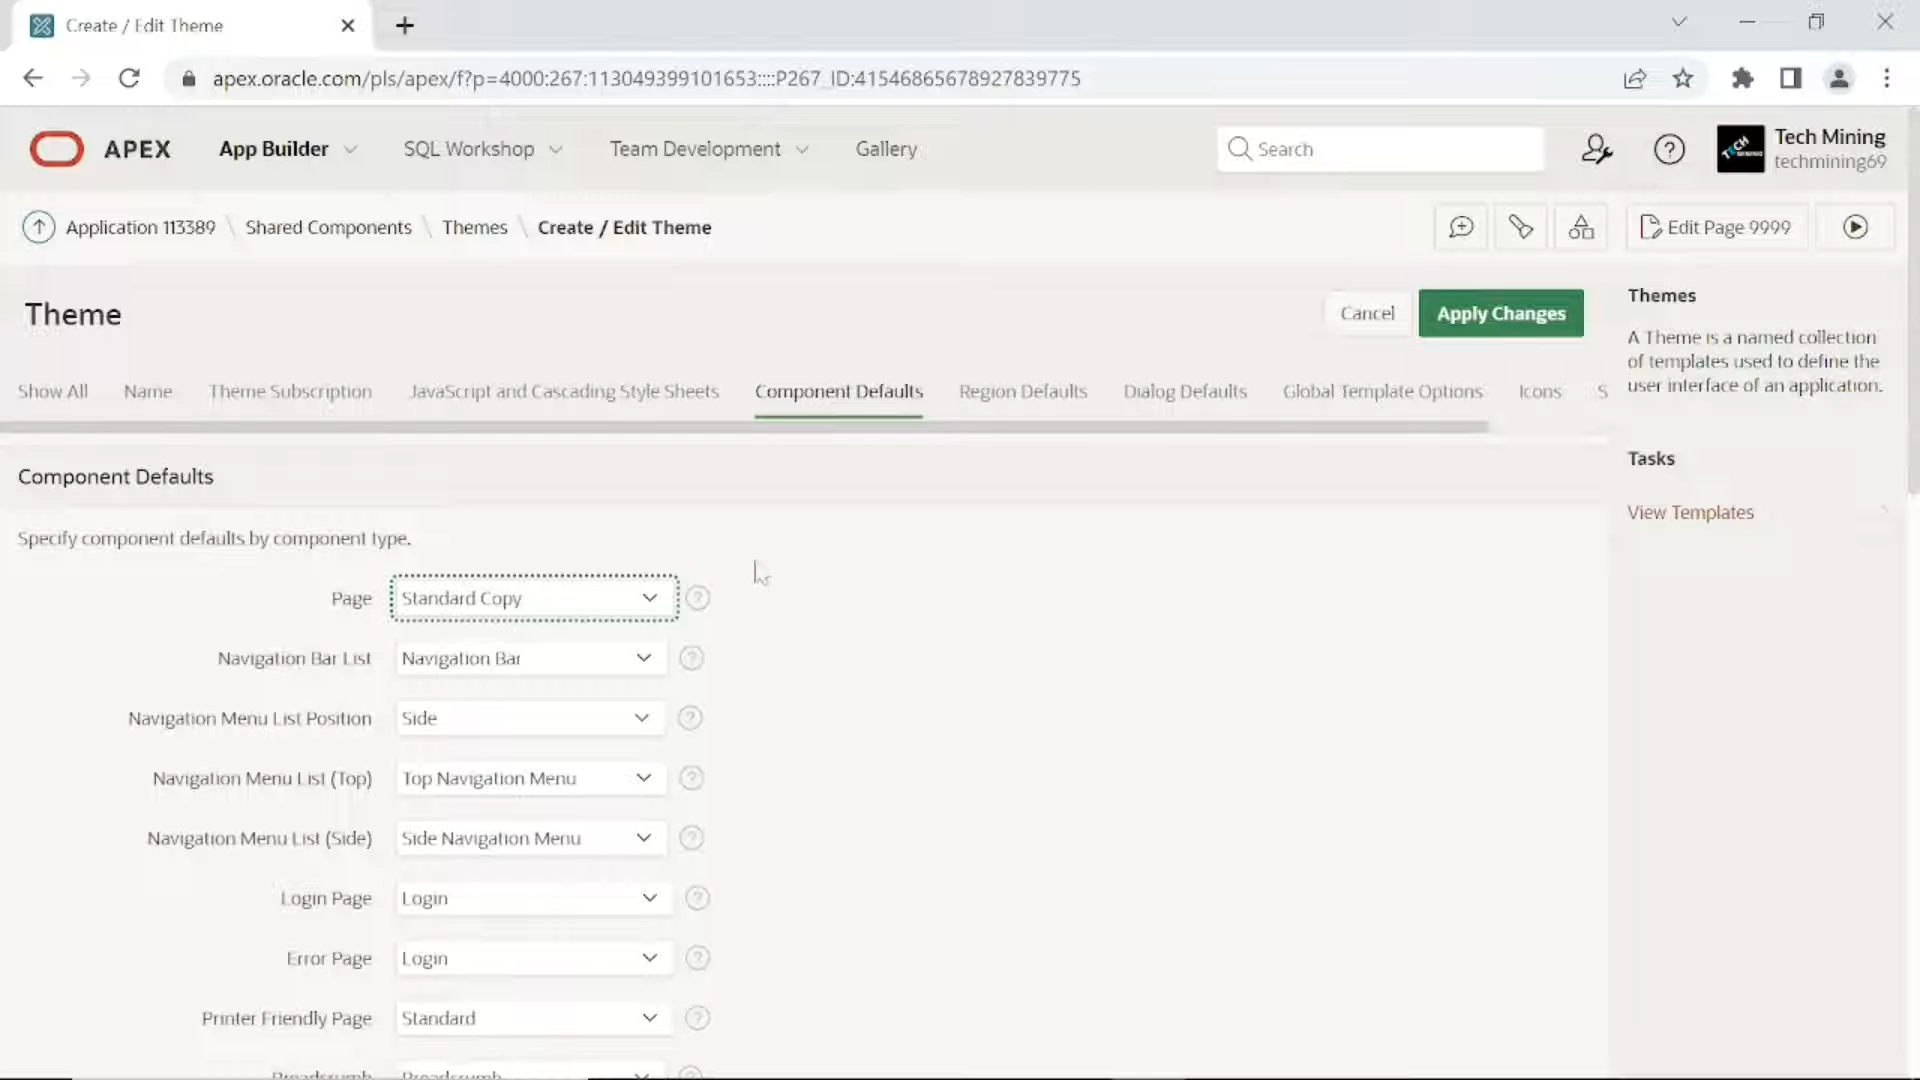 Create / Edit Theme
apex.oracle.com/pls/apex/f?p=4000:267:113049399101653::::P267_ID:41546865678927839775
APEX App Builder SQL Workshop Team Development Gallery Search Tech Mining
techmining69
Application 113389 \ Shared Components \ Themes \ Create / Edit Theme Edit Page 9999
Theme Cancel Apply Changes
Show All Name Theme Subscription JavaScript and Cascading Style Sheets Component Defaults Region Defaults Dialog Defaults Global Template Options Icons S
Component Defaults
Specify component defaults by component type.
Page Standard Copy
Navigation Bar List Navigation Bar
Navigation Menu List Position Side
Navigation Menu List (Top) Top Navigation Menu
Navigation Menu List (Side) Side Navigation Menu
Login Page Login
Error Page Login
Printer Friendly Page Standard
Breadcrumb Breadcrumb
Themes
A Theme is a named collection
of templates used to define the
user interface of an application.
Tasks
View Templates